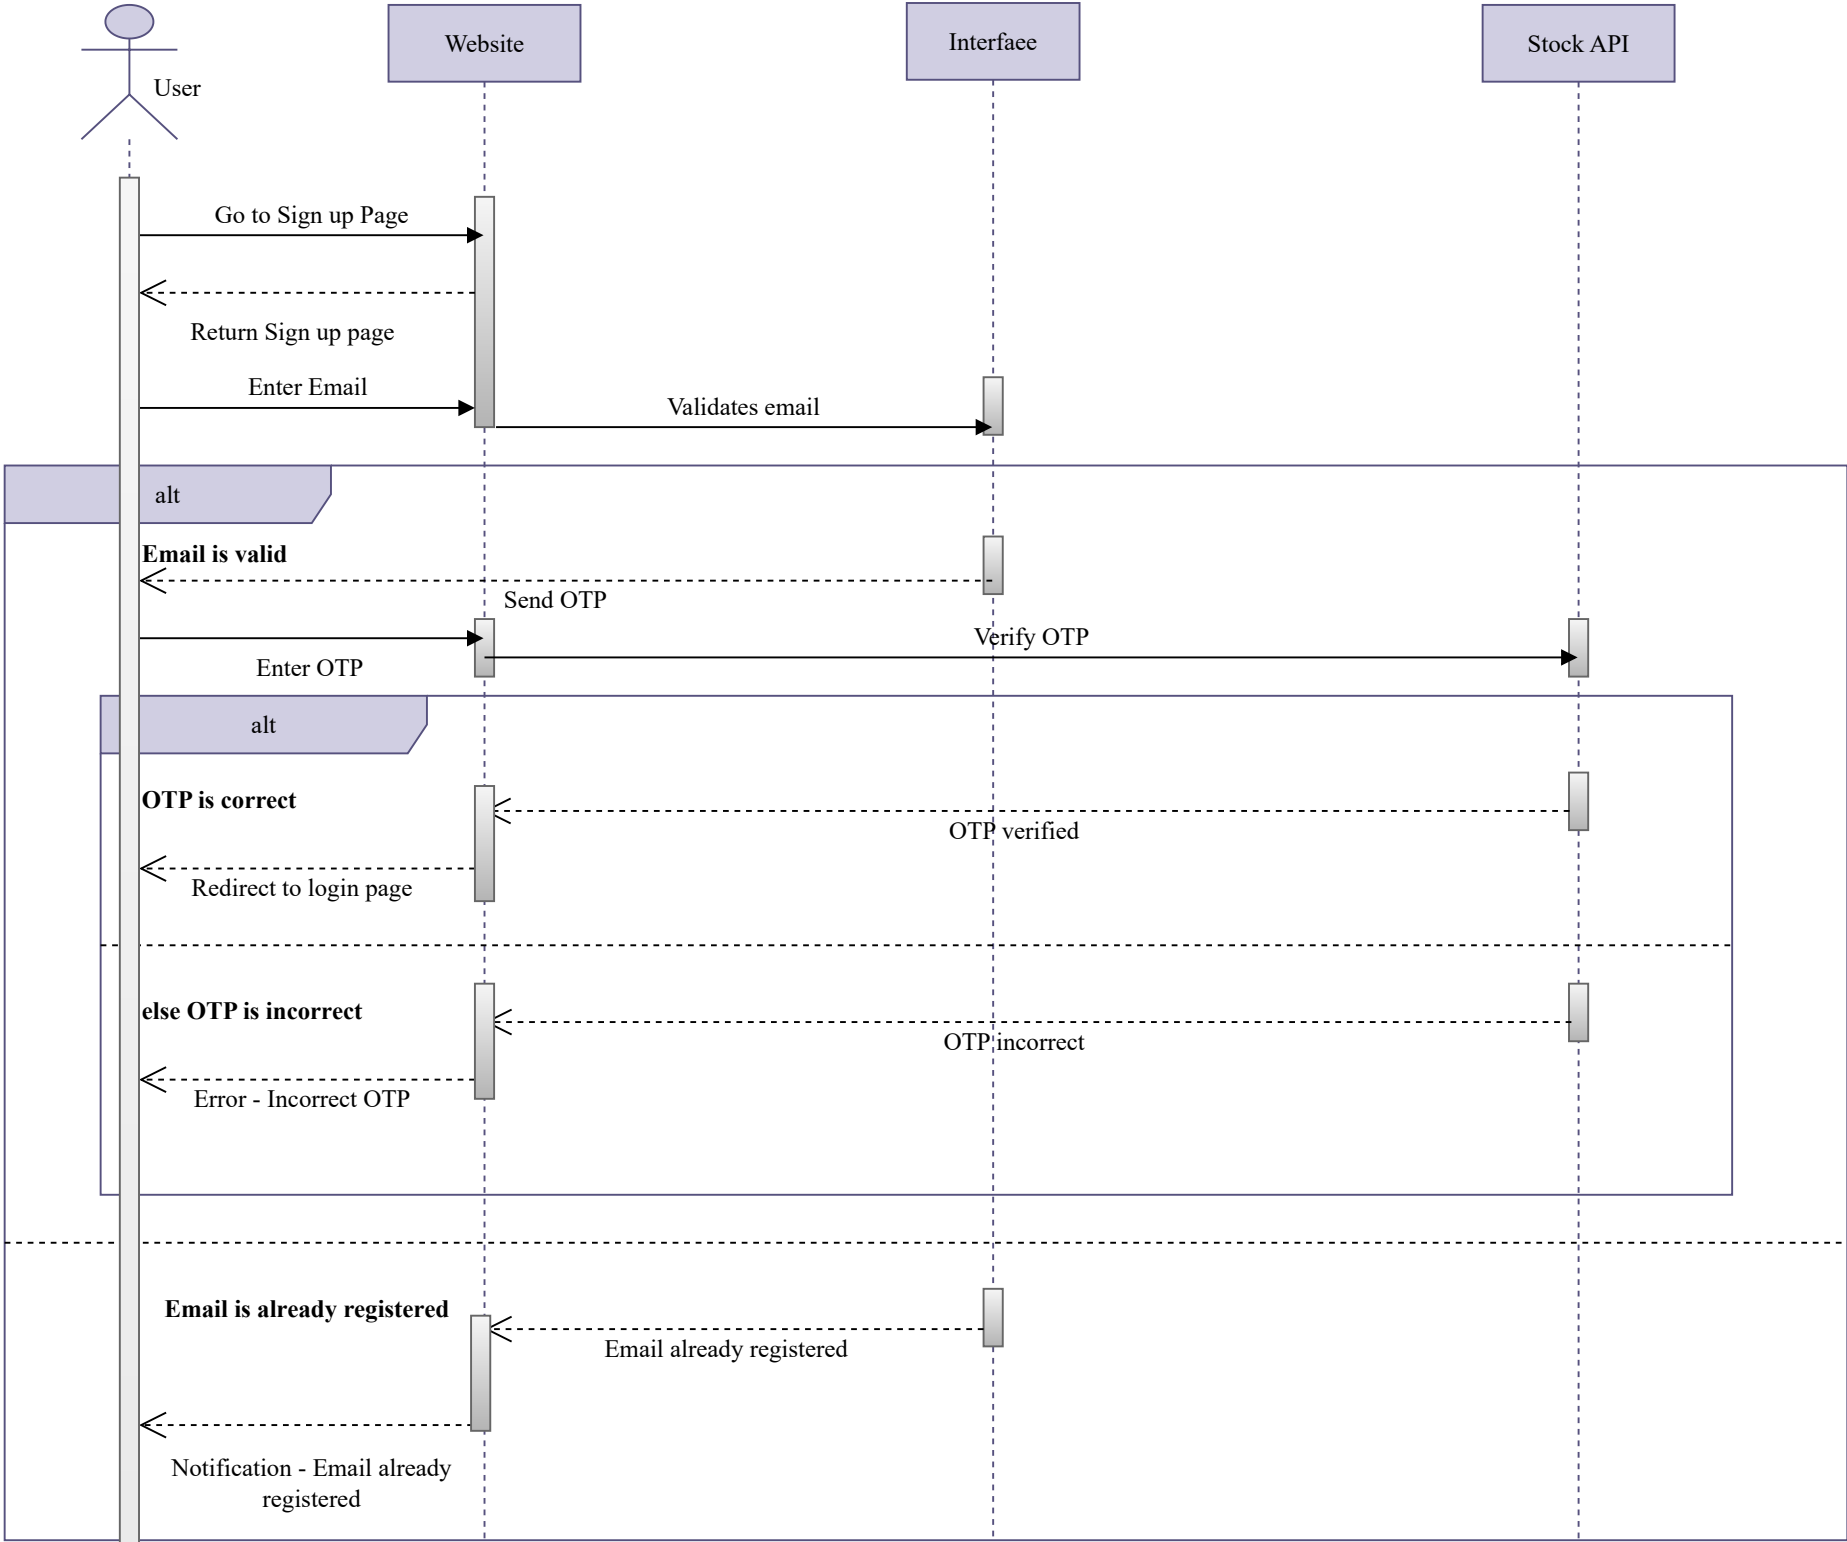 User
Website
Interfaee
Stock API
Go to Sign up Page
Return Sign up page
Enter Email
Validates email
alt
Email is valid
Send OTP
Verify OTP
Enter OTP
alt
OTP is correct
OTP verified
Redirect to login page
else OTP is incorrect
OTP incorrect
Error - Incorrect OTP
Email is already registered
Email already registered
Notification - Email already
registered